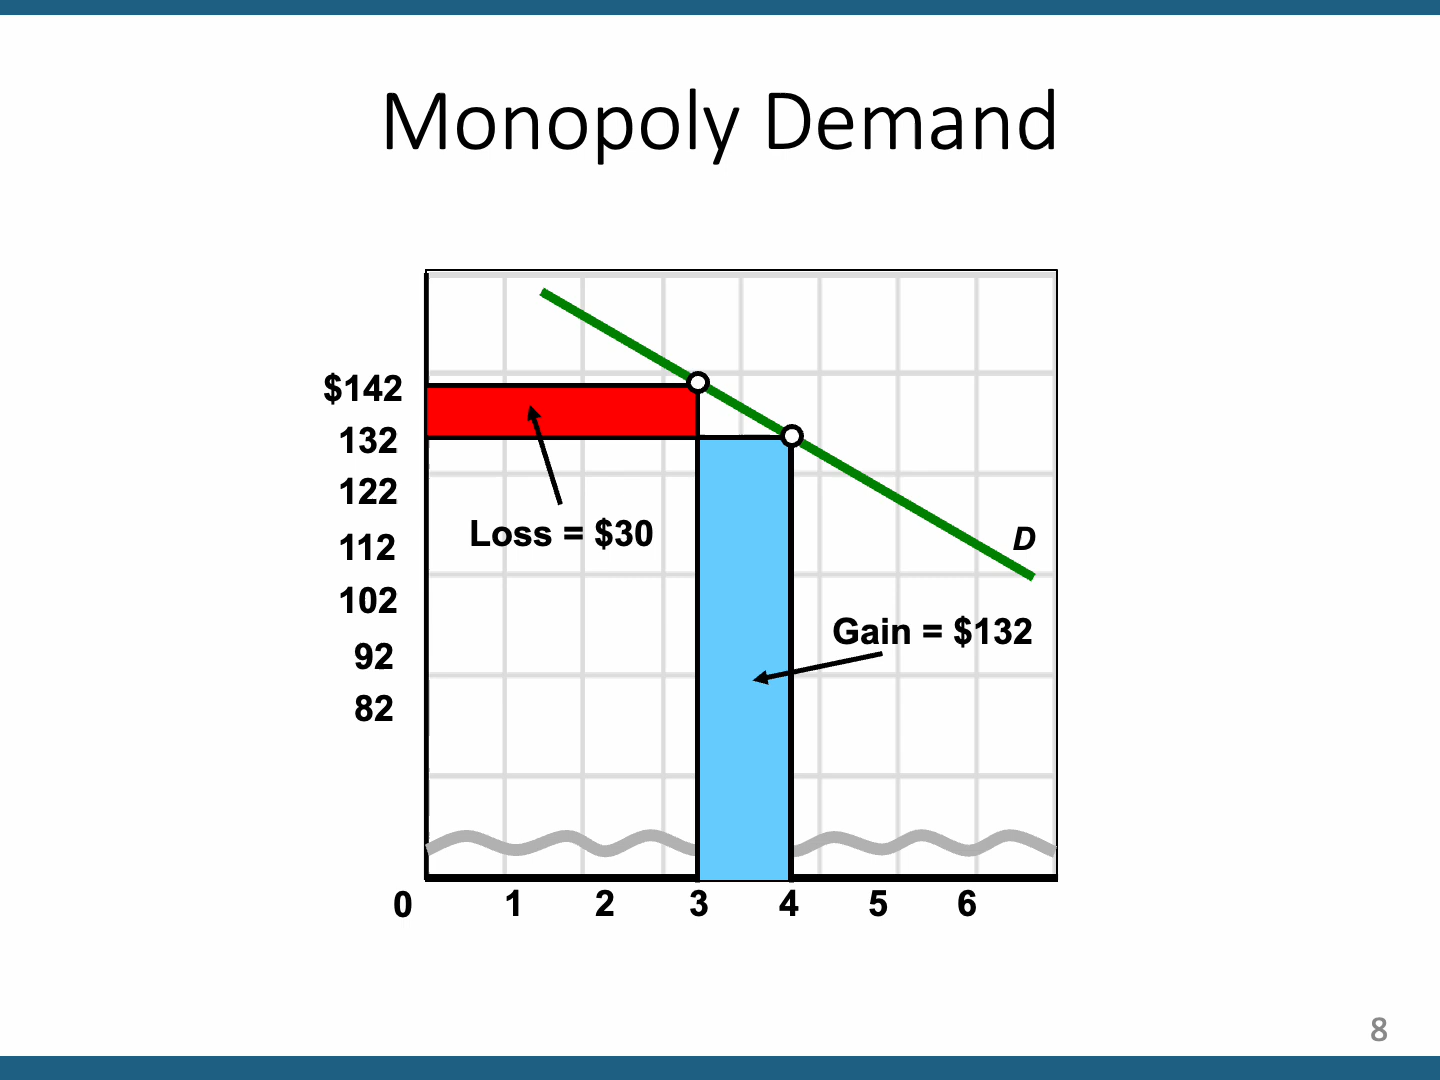 Monopoly Demand
$142
132
122
112
102
92
82
Loss = $30
D
Gain = $132
0 1 2 3 4 5 6
8